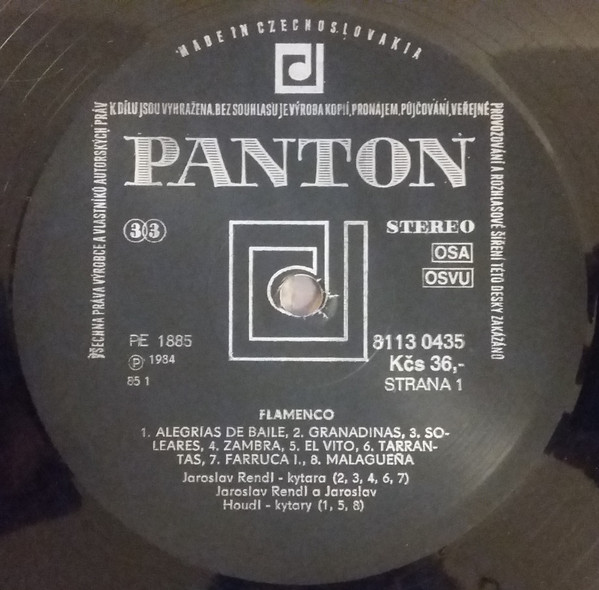 MADE IN CZECHOSLOVAKIA
VŠECHNA PRÁVA VÝROBCE A VLASTNÍKŮ AUTORSKÝCH PRÁV
K DÍLU JSOU VYHRAŽENA. BEZ SOUHLASU JE VÝROBA KOPIÍ, PRONÁJEM, PŮJČOVÁNÍ, VEŘEJNÉ
PROVOZOVÁNÍ A ROZHLASOVÉ ŠÍŘENÍ TÉTO DESKY ZAKÁZÁNO
PANTON
33
STEREO
OSA
OSVU
PE 1885
Ⓟ 1984
85 1
8113 0435
Kčs 36,-
STRANA 1
FLAMENCO
1. ALEGRIAS DE BAILE, 2. GRANADINAS, 3. SO-
LEARES, 4. ZAMBRA, 5. EL VITO, 6. TARRAN-
TAS, 7. FARRUCA I., 8. MALAGUEÑA
Jaroslav Rendl - kytara (2, 3, 4, 6, 7)
Jaroslav Rendl a Jaroslav
Houdl - kytary (1, 5, 8)